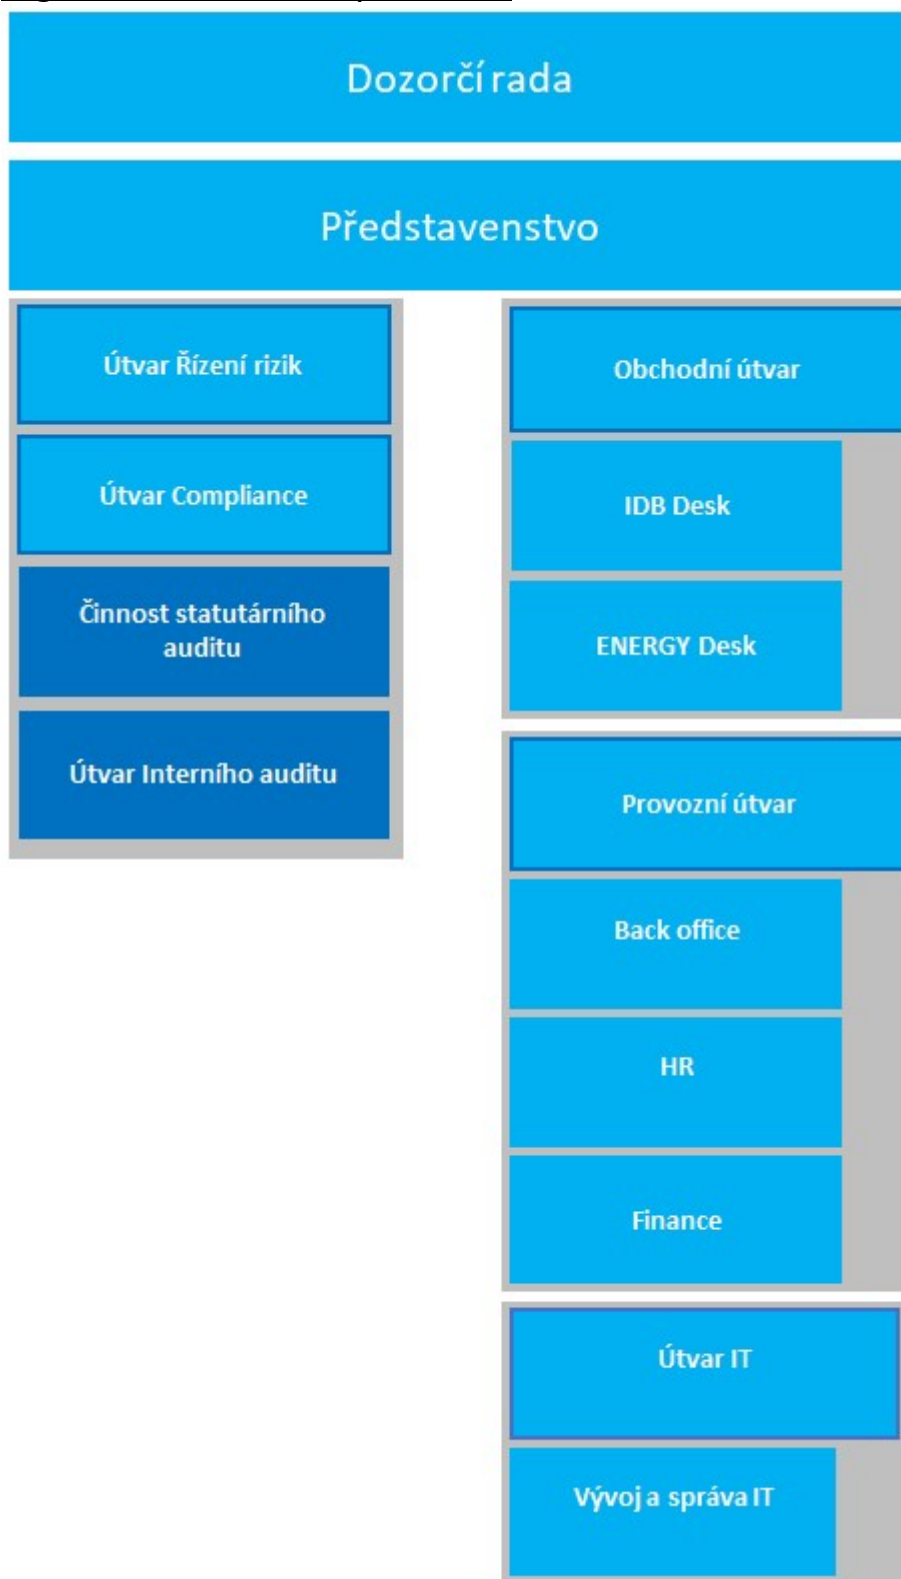 Dozorčí rada
Představenstvo
Útvar Řízení rizik
Útvar Compliance
Činnost statutárního
auditu
Útvar Interního auditu
Obchodní útvar
IDB Desk
ENERGY Desk
Provozní útvar
Back office
HR
Finance
Útvar IT
Vývoj a správa IT